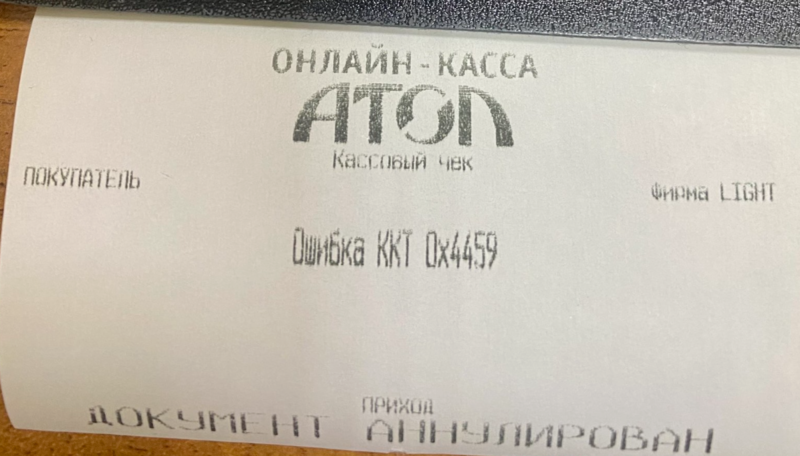 ОНЛАЙН-КАССА
АТОЛ
Кассовый чек
ПОКУПАТЕЛЬ
Фирма LIGHT
Ошибка ККТ 0х4459
ПРИХОД
ДОКУМЕНТ АННУЛИРОВАН